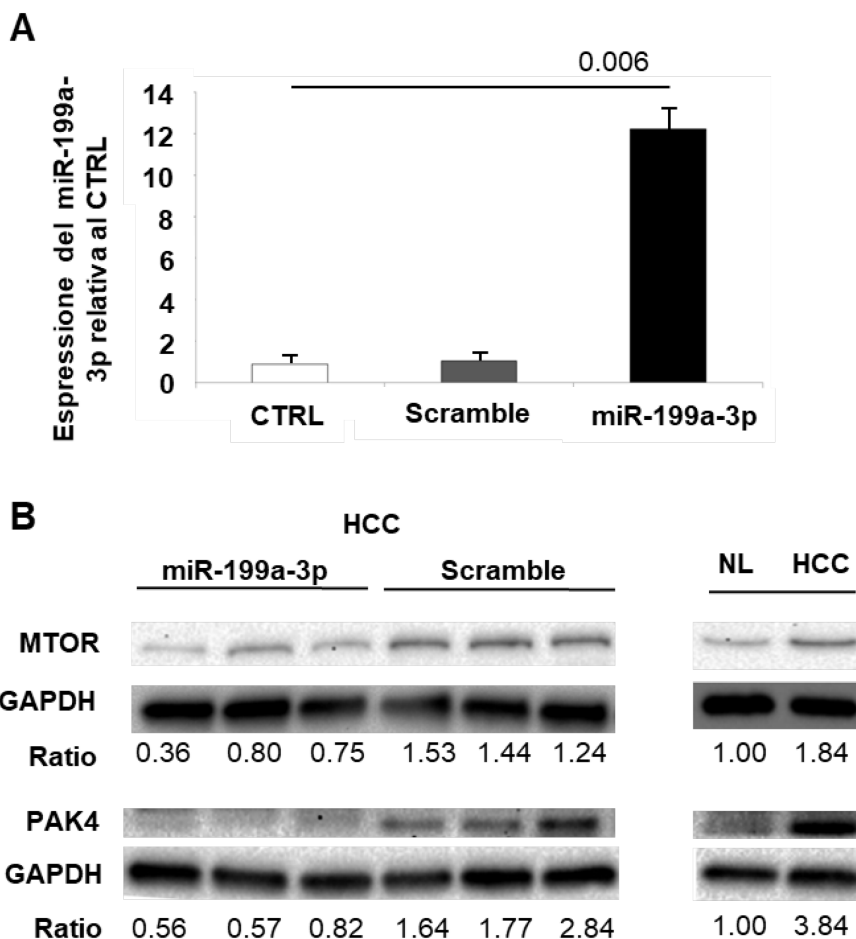 A
0.006
Espressione del miR-199a-
3p relativa al CTRL
14
12
10
8
6
4
2
0
CTRL Scramble miR-199a-3p
B
HCC
miR-199a-3p Scramble NL HCC
MTOR
GAPDH
Ratio 0.36 0.80 0.75 1.53 1.44 1.24 1.00 1.84
PAK4
GAPDH
Ratio 0.56 0.57 0.82 1.64 1.77 2.84 1.00 3.84